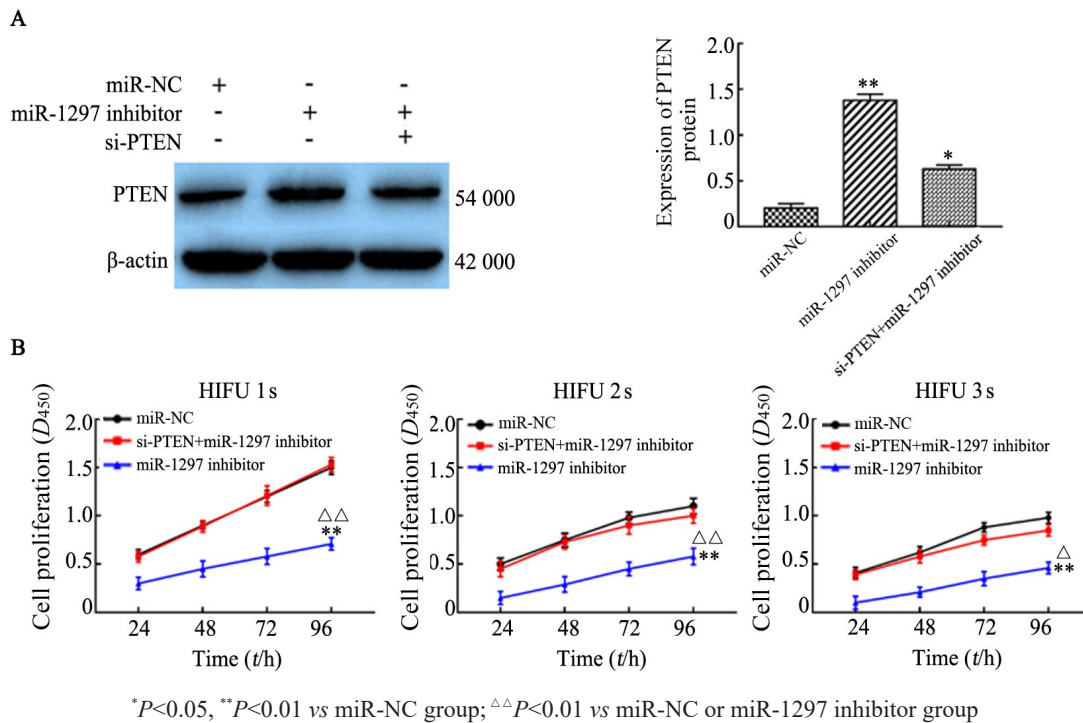 A
miR-NC + - -
miR-1297 inhibitor - + +
si-PTEN - - +
PTEN 54 000
β-actin 42 000
Expression of PTEN
protein
2.0
1.5
1.0
0.5
0
**
*
miR-NC
miR-1297 inhibitor
si-PTEN+miR-1297 inhibitor
B
HIFU 1 s
Cell proliferation (D450)
2.0
1.5
1.0
0.5
0
miR-NC
si-PTEN+miR-1297 inhibitor
miR-1297 inhibitor
△△
**
24 48 72 96
Time (t/h)
HIFU 2 s
Cell proliferation (D450)
2.0
1.5
1.0
0.5
0
miR-NC
si-PTEN+miR-1297 inhibitor
miR-1297 inhibitor
△△
**
24 48 72 96
Time (t/h)
HIFU 3 s
Cell proliferation (D450)
2.0
1.5
1.0
0.5
0
miR-NC
si-PTEN+miR-1297 inhibitor
miR-1297 inhibitor
△
**
24 48 72 96
Time (t/h)
*P<0.05, **P<0.01 vs miR-NC group; △△P<0.01 vs miR-NC or miR-1297 inhibitor group